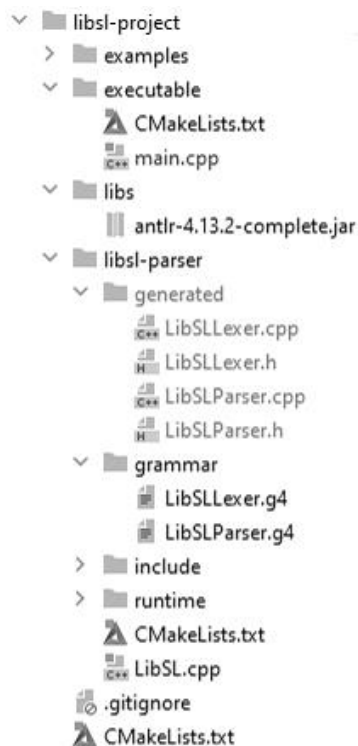 libsl-project
examples
executable
CMakeLists.txt
main.cpp
libs
antlr-4.13.2-complete.jar
libsl-parser
generated
LibSLLexer.cpp
LibSLLexer.h
LibSLParser.cpp
LibSLParser.h
grammar
LibSLLexer.g4
LibSLParser.g4
include
runtime
CMakeLists.txt
LibSL.cpp
.gitignore
CMakeLists.txt